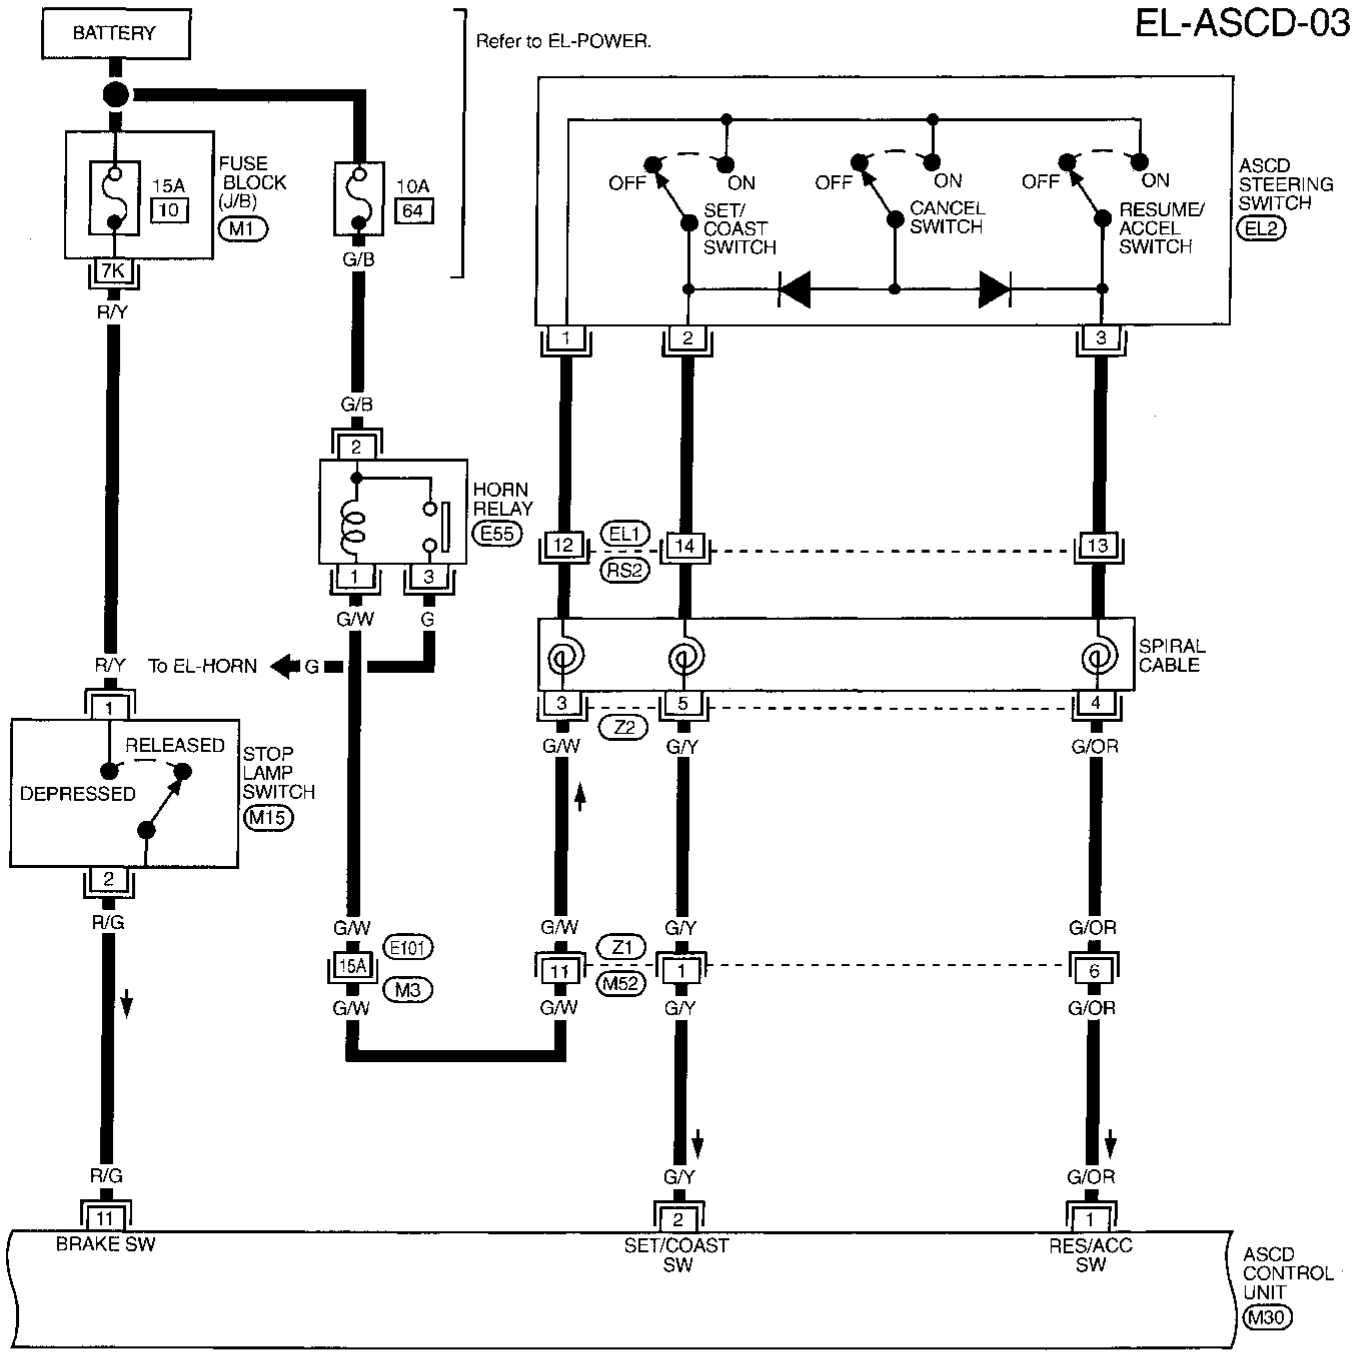 EL-ASCD-03
BATTERY
Refer to EL-POWER.
FUSE
BLOCK
(J/B)
M1
15A
10
10A
64
7K
R/Y
G/B
G/B
OFF
ON
SET/
COAST
SWITCH
OFF
ON
CANCEL
SWITCH
OFF
ON
RESUME/
ACCEL
SWITCH
ASCD
STEERING
SWITCH
EL2
1
2
3
2
HORN
RELAY
E55
1
3
G/W
G
12
EL1
RS2
14
13
R/Y
To EL-HORN
G
SPIRAL
CABLE
1
3
Z2
5
4
RELEASED
DEPRESSED
STOP
LAMP
SWITCH
M15
G/W
G/Y
G/OR
2
R/G
G/W
15A
E101
M3
G/W
G/W
11
Z1
M52
G/W
G/Y
1
G/Y
G/OR
6
G/OR
R/G
G/Y
G/OR
11
2
1
BRAKE SW
SET/COAST
SW
RES/ACC
SW
ASCD
CONTROL
UNIT
M30